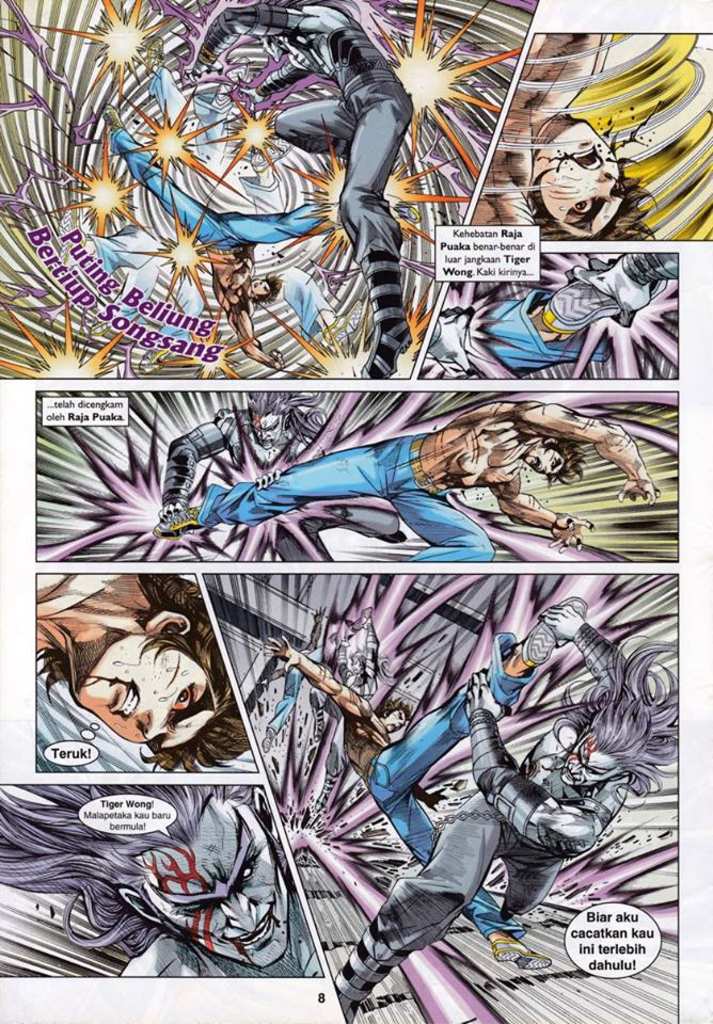 Puting Beliung
Bertiup Songsang
Kehebatan Raja
Puaka benar-benar di
luar jangkaan Tiger
Wong. Kaki kirinya...
...telah dicengkam
oleh Raja Puaka.
Teruk!
Tiger Wong!
Malapetaka kau baru
bermula!
Biar aku
cacatkan kau
ini terlebih
dahulu!
8